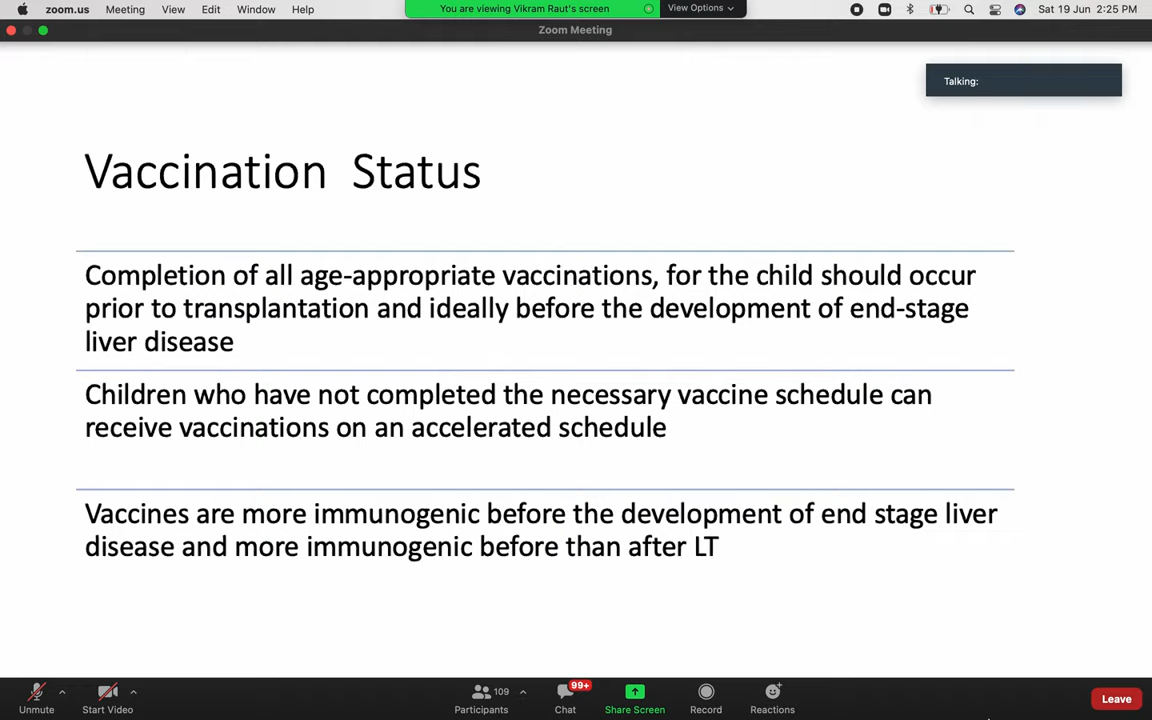 zoom.us Meeting View Edit Window Help You are viewing Vikram Raut's screen View Options Sat 19 Jun 2:25 PM
Zoom Meeting
Talking:
Vaccination Status
Completion of all age-appropriate vaccinations, for the child should occur
prior to transplantation and ideally before the development of end-stage
liver disease
Children who have not completed the necessary vaccine schedule can
receive vaccinations on an accelerated schedule
Vaccines are more immunogenic before the development of end stage liver
disease and more immunogenic before than after LT
109 99+
Unmute Start Video Participants Chat Share Screen Record Reactions Leave